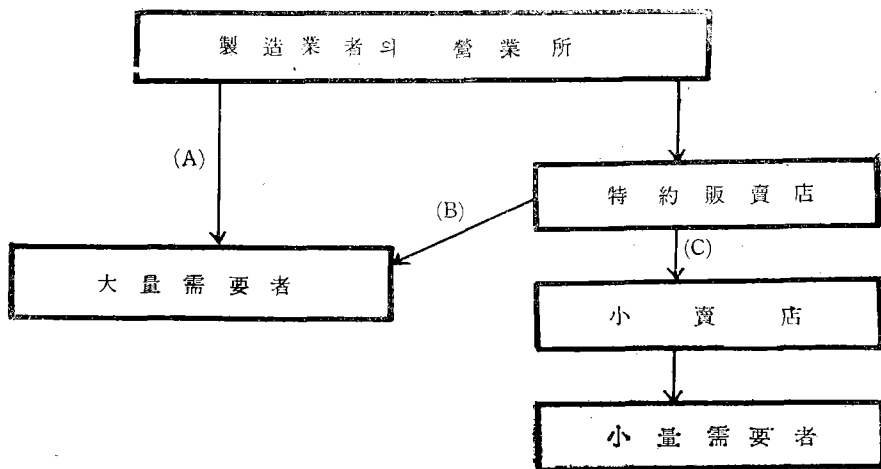 製造業者의 營業所
(A)
特約販賣店
(B)
(C)
大量需要者
小賣店
小量需要者